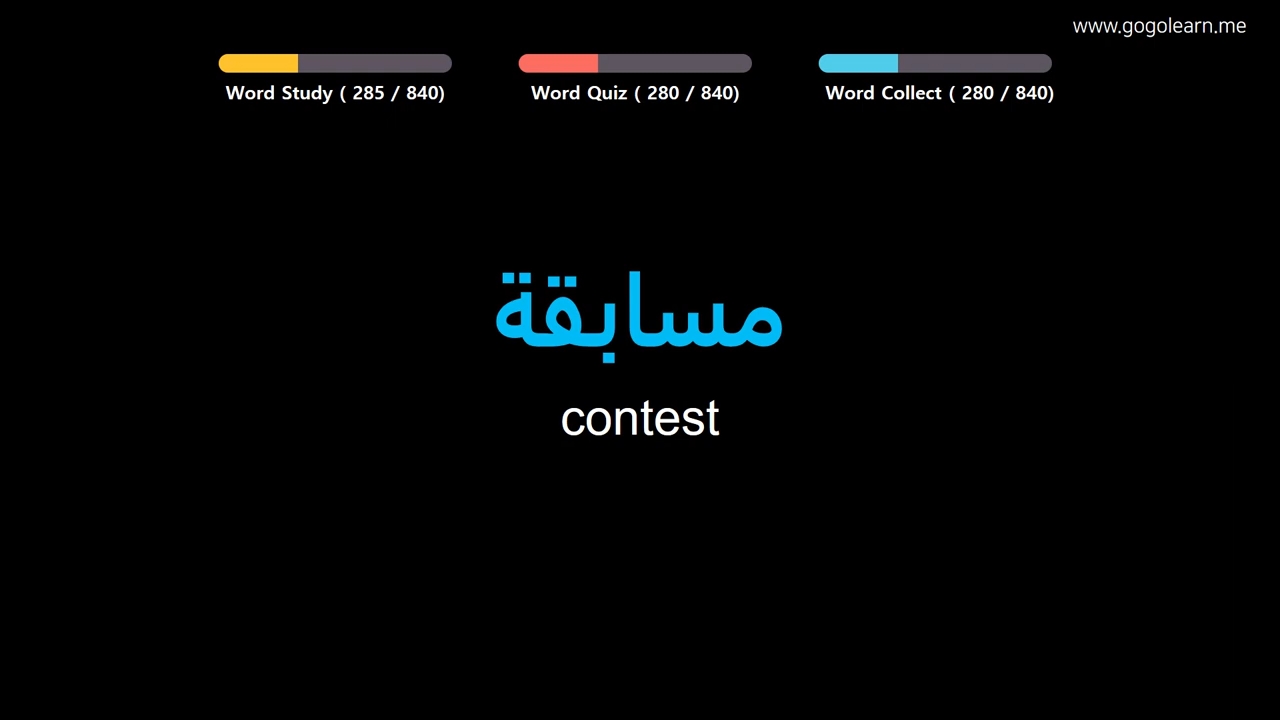 www.gogolearn.me
Word Study ( 285 / 840)
Word Quiz ( 280 / 840)
Word Collect ( 280 / 840)
مسابقة
contest